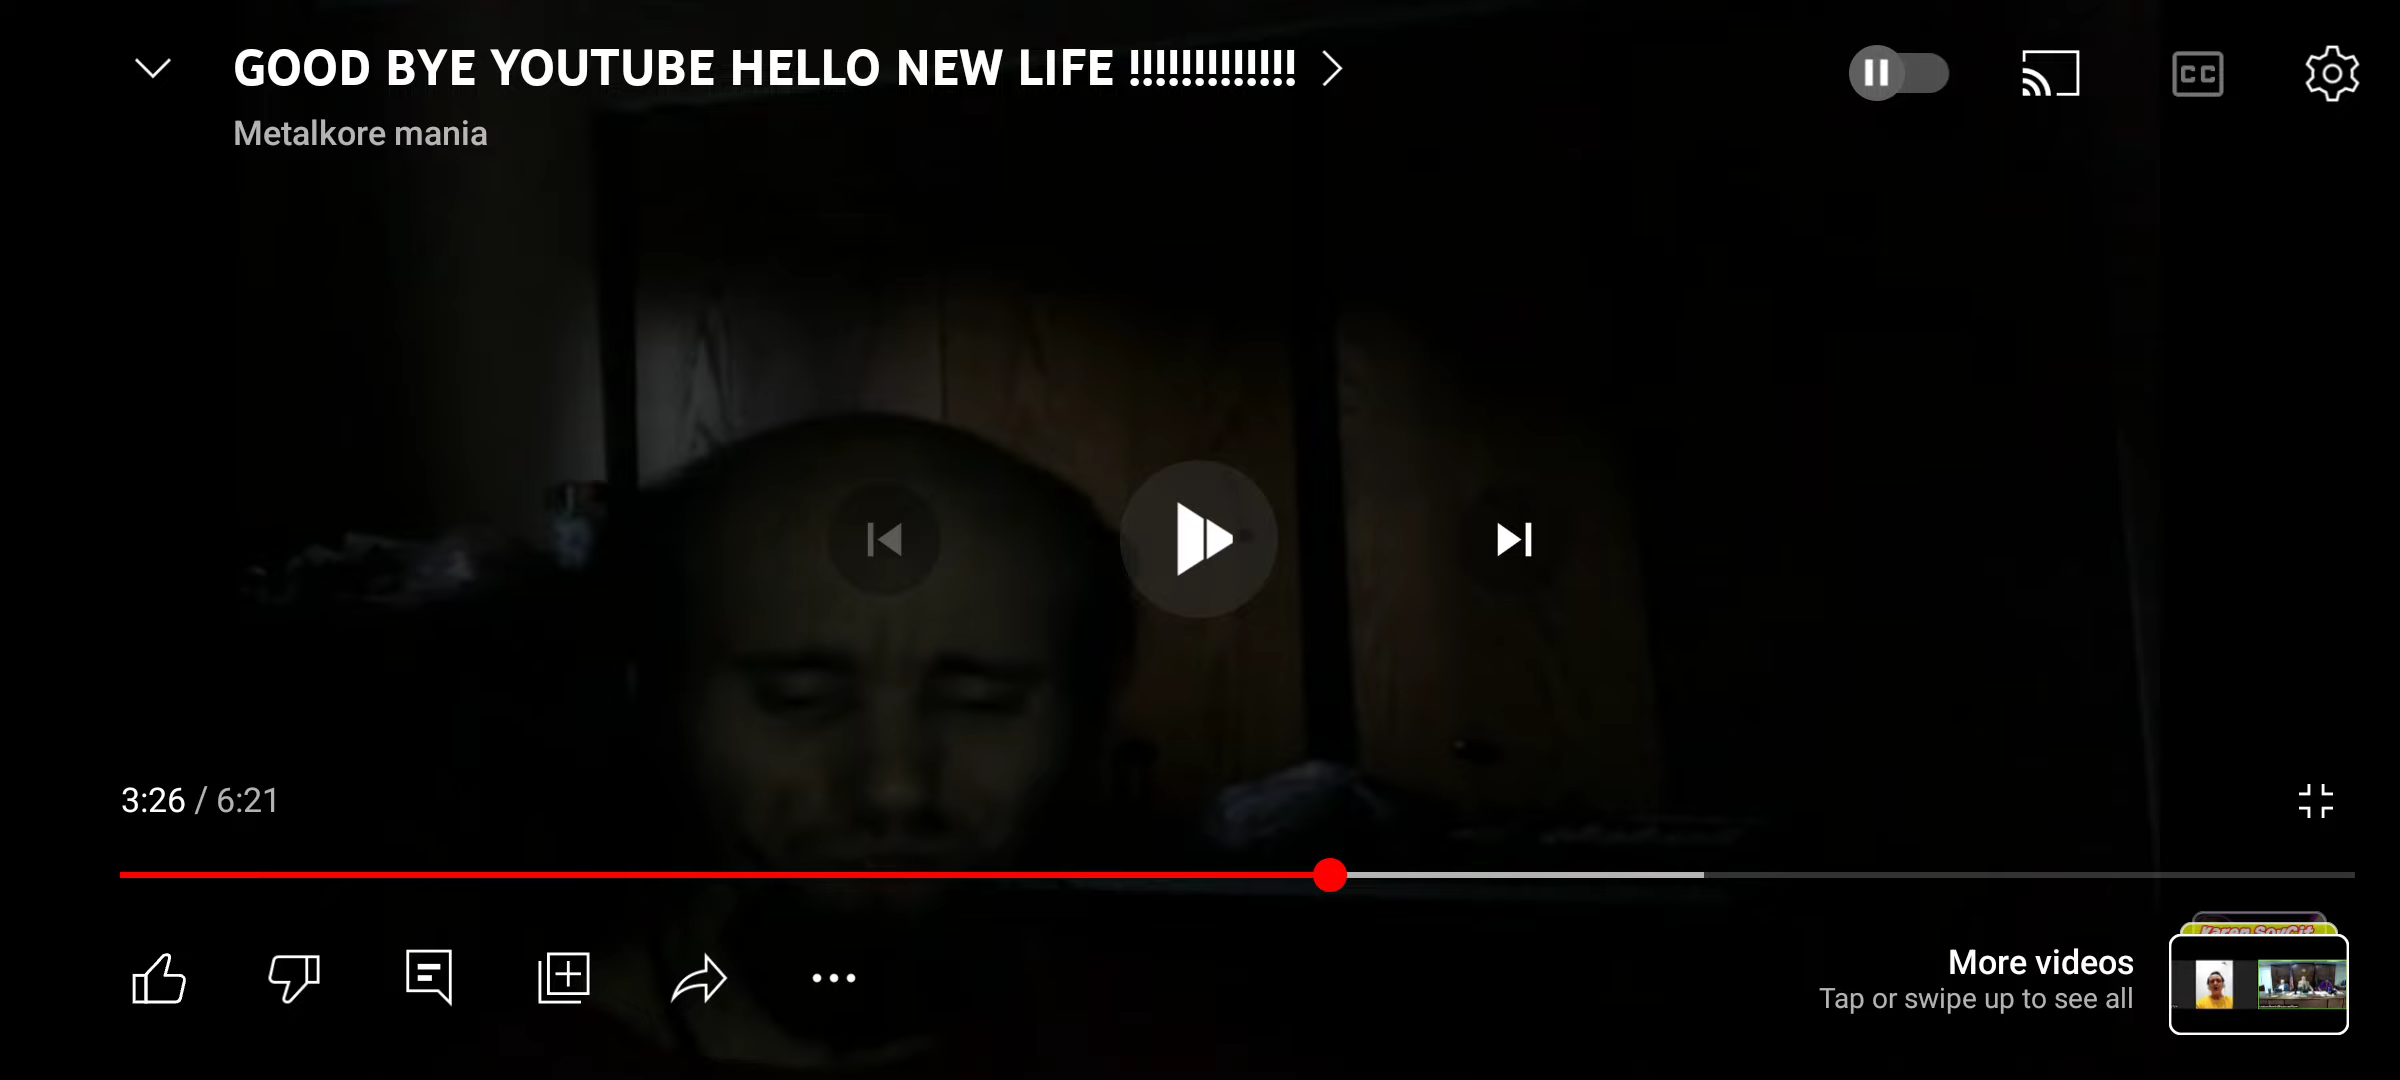 GOOD BYE YOUTUBE HELLO NEW LIFE !!!!!!!!!!!!!
Metalkore mania
CC
3:26 / 6:21
More videos
Tap or swipe up to see all